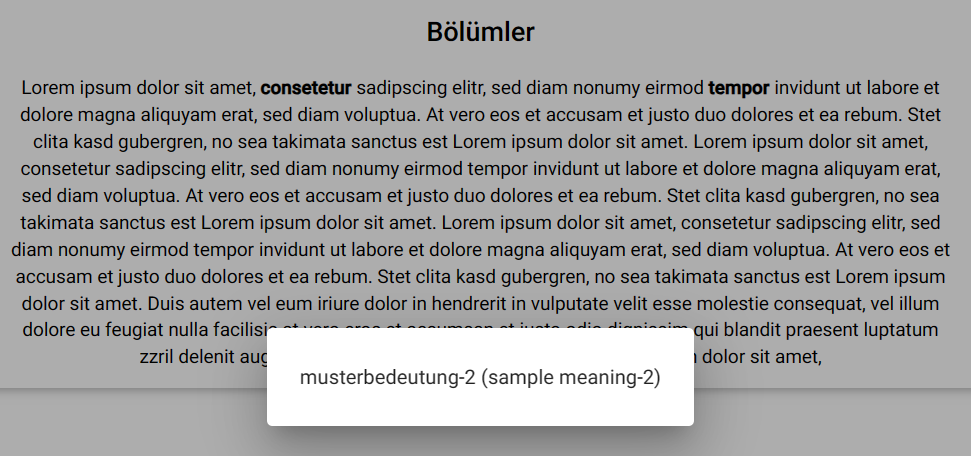 Bölümler
Lorem ipsum dolor sit amet, consetetur sadipscing elitr, sed diam nonumy eirmod tempor invidunt ut labore et
dolore magna aliquyam erat, sed diam voluptua. At vero eos et accusam et justo duo dolores et ea rebum. Stet
clita kasd gubergren, no sea takimata sanctus est Lorem ipsum dolor sit amet. Lorem ipsum dolor sit amet,
consetetur sadipscing elitr, sed diam nonumy eirmod tempor invidunt ut labore et dolore magna aliquyam erat,
sed diam voluptua. At vero eos et accusam et justo duo dolores et ea rebum. Stet clita kasd gubergren, no sea
takimata sanctus est Lorem ipsum dolor sit amet. Lorem ipsum dolor sit amet, consetetur sadipscing elitr, sed
diam nonumy eirmod tempor invidunt ut labore et dolore magna aliquyam erat, sed diam voluptua. At vero eos et
accusam et justo duo dolores et ea rebum. Stet clita kasd gubergren, no sea takimata sanctus est Lorem ipsum
dolor sit amet. Duis autem vel eum iriure dolor in hendrerit in vulputate velit esse molestie consequat, vel illum
dolore eu feugiat nulla facilisis at vero eros et accumsan et iusto odio dignissim qui blandit praesent luptatum
zzril delenit dolor sit amet,
musterbedeutung-2 (sample meaning-2)